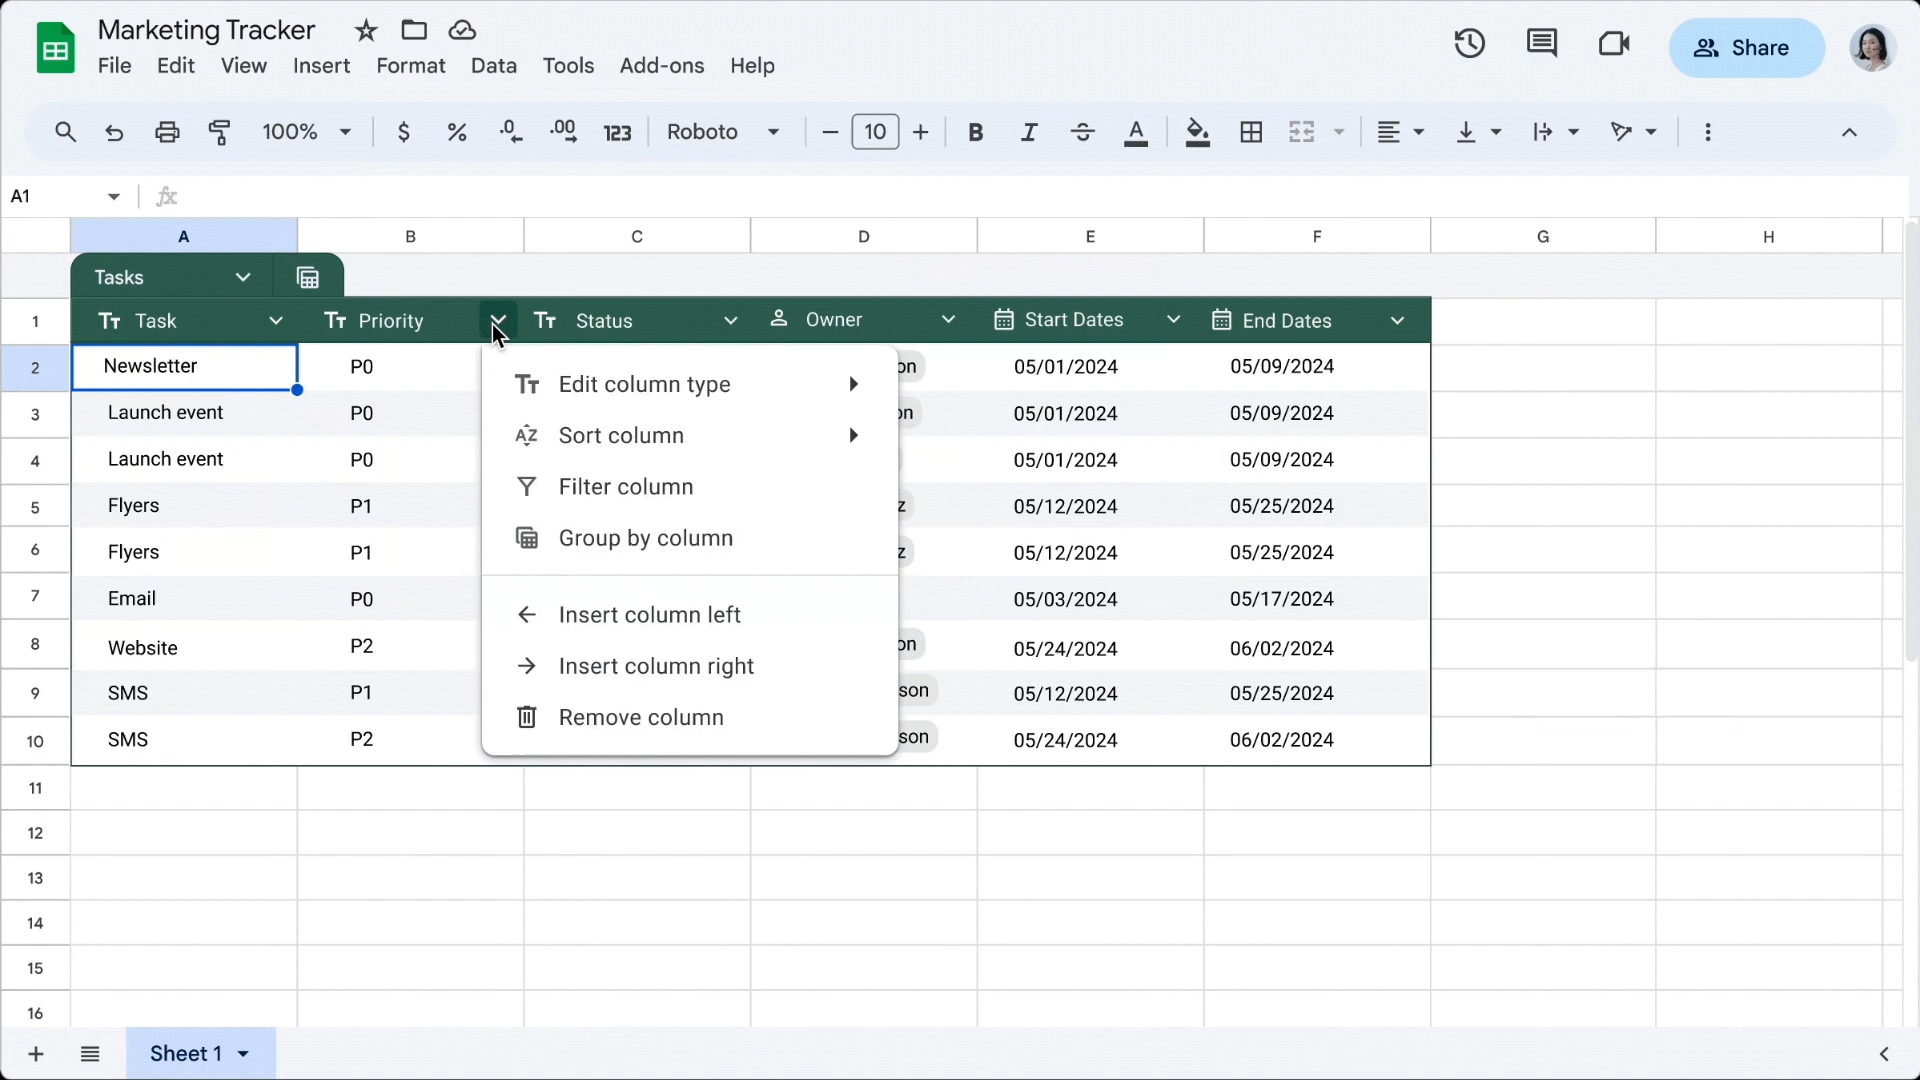 Marketing Tracker
File Edit View Insert Format Data Tools Add-ons Help
Share
100% $ % .0 .00 123 Roboto 10 B I S A
A1 fx
A B C D E F G H
Tasks
1 Task Priority Status Owner Start Dates End Dates
2 Newsletter P0 on 05/01/2024 05/09/2024
3 Launch event P0 on 05/01/2024 05/09/2024
4 Launch event P0 05/01/2024 05/09/2024
5 Flyers P1 z 05/12/2024 05/25/2024
6 Flyers P1 z 05/12/2024 05/25/2024
7 Email P0 05/03/2024 05/17/2024
8 Website P2 on 05/24/2024 06/02/2024
9 SMS P1 son 05/12/2024 05/25/2024
10 SMS P2 son 05/24/2024 06/02/2024
11
12
13
14
15
16
Edit column type
Sort column
Filter column
Group by column
Insert column left
Insert column right
Remove column
Sheet 1